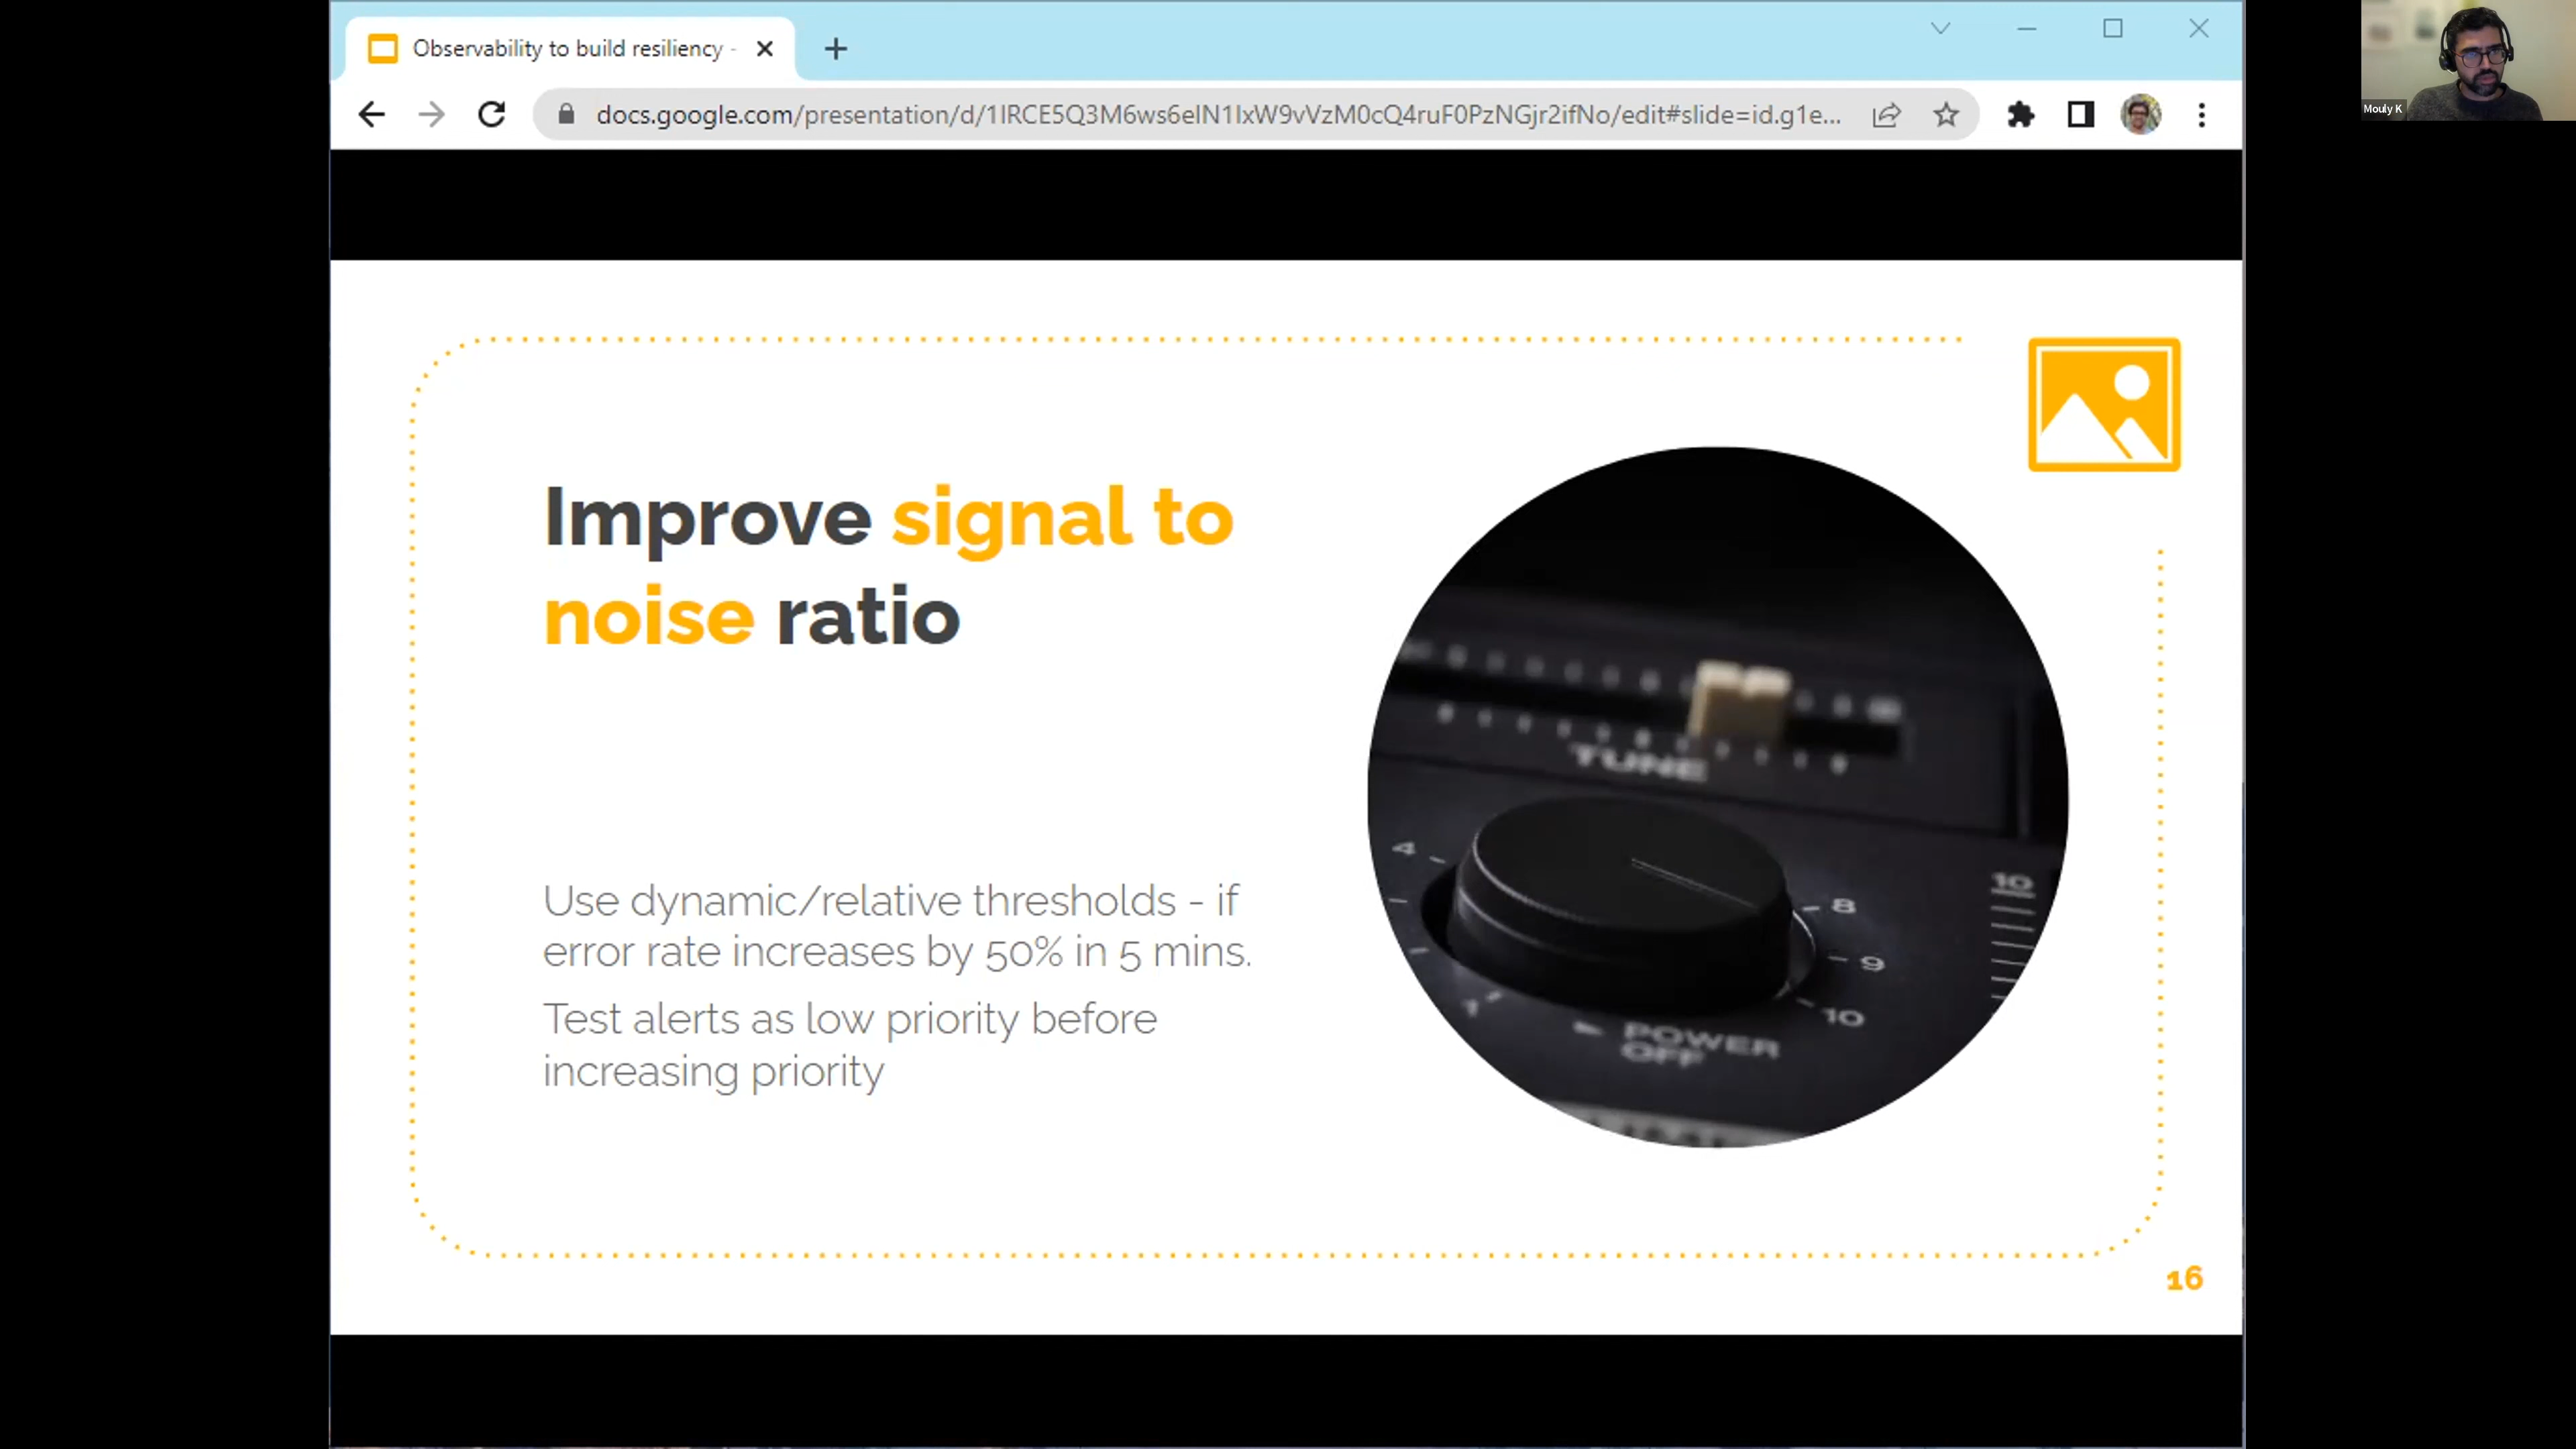 Observability to build resiliency -
docs.google.com/presentation/d/1IRCE5Q3M6ws6elN1IxW9vVzM0cQ4ruF0PzNGjr2ifNo/edit#slide=id.g1e...
Mouly K
Improve signal to
noise ratio
Use dynamic/relative thresholds - if
error rate increases by 50% in 5 mins.
Test alerts as low priority before
increasing priority
TUNE
4
8
9
10
1
10
POWER
OFF
16